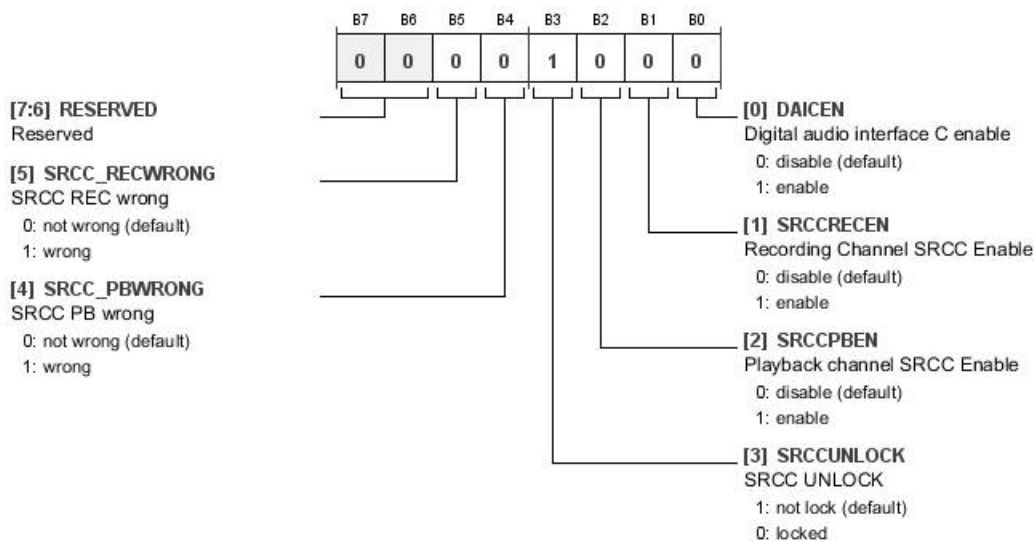 B7 B6 B5 B4 B3 B2 B1 B0
0 0 0 0 1 0 0 0
[7:6] RESERVED
Reserved
[5] SRCC_RECWRONG
SRCC REC wrong
0: not wrong (default)
1: wrong
[4] SRCC_PBWRONG
SRCC PB wrong
0: not wrong (default)
1: wrong
[0] DAICEN
Digital audio interface C enable
0: disable (default)
1: enable
[1] SRCCRECEN
Recording Channel SRCC Enable
0: disable (default)
1: enable
[2] SRCCPBEN
Playback channel SRCC Enable
0: disable (default)
1: enable
[3] SRCCUNLOCK
SRCC UNLOCK
1: not lock (default)
0: locked